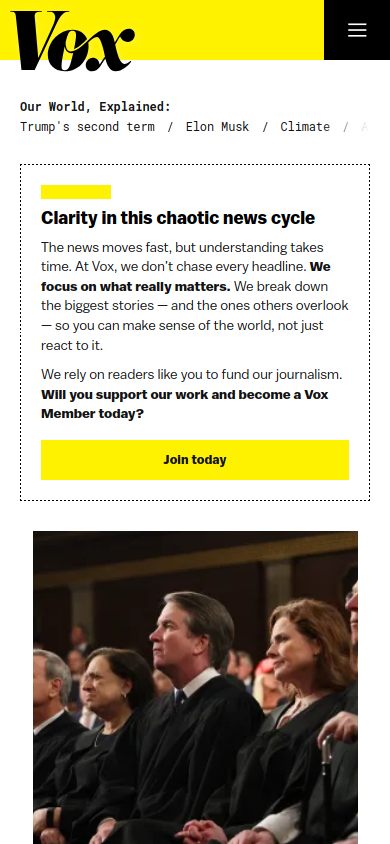 Vox
Our World, Explained:
Trump's second term / Elon Musk / Climate /
Clarity in this chaotic news cycle
The news moves fast, but understanding takes
time. At Vox, we don’t chase every headline. We
focus on what really matters. We break down
the biggest stories — and the ones others overlook
— so you can make sense of the world, not just
react to it.
We rely on readers like you to fund our journalism.
Will you support our work and become a Vox
Member today?
Join today